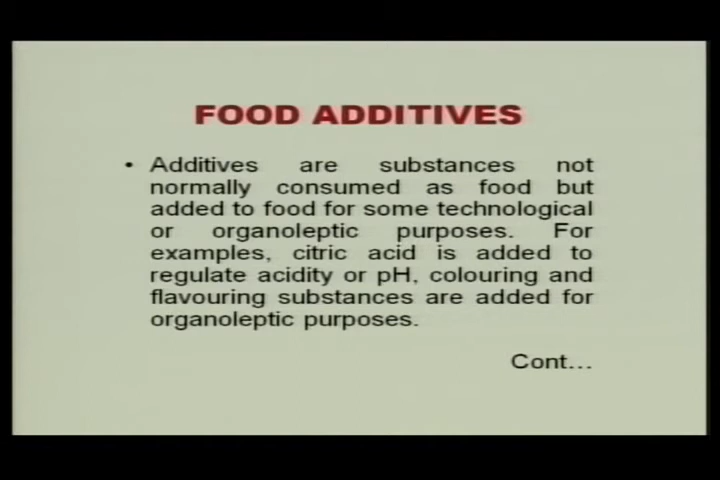 FOOD ADDITIVES
• Additives are substances not
normally consumed as food but
added to food for some technological
or organoleptic purposes. For
examples, citric acid is added to
regulate acidity or pH, colouring and
flavouring substances are added for
organoleptic purposes.
Cont...